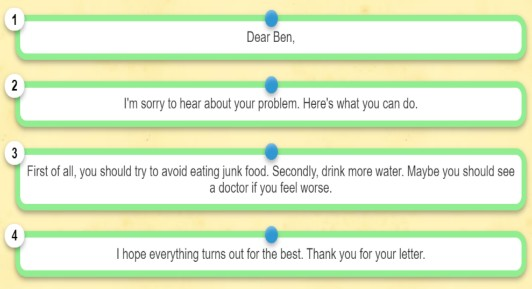 1
Dear Ben,
2
I'm sorry to hear about your problem. Here's what you can do.
3
First of all, you should try to avoid eating junk food. Secondly, drink more water. Maybe you should see
a doctor if you feel worse.
4
I hope everything turns out for the best. Thank you for your letter.